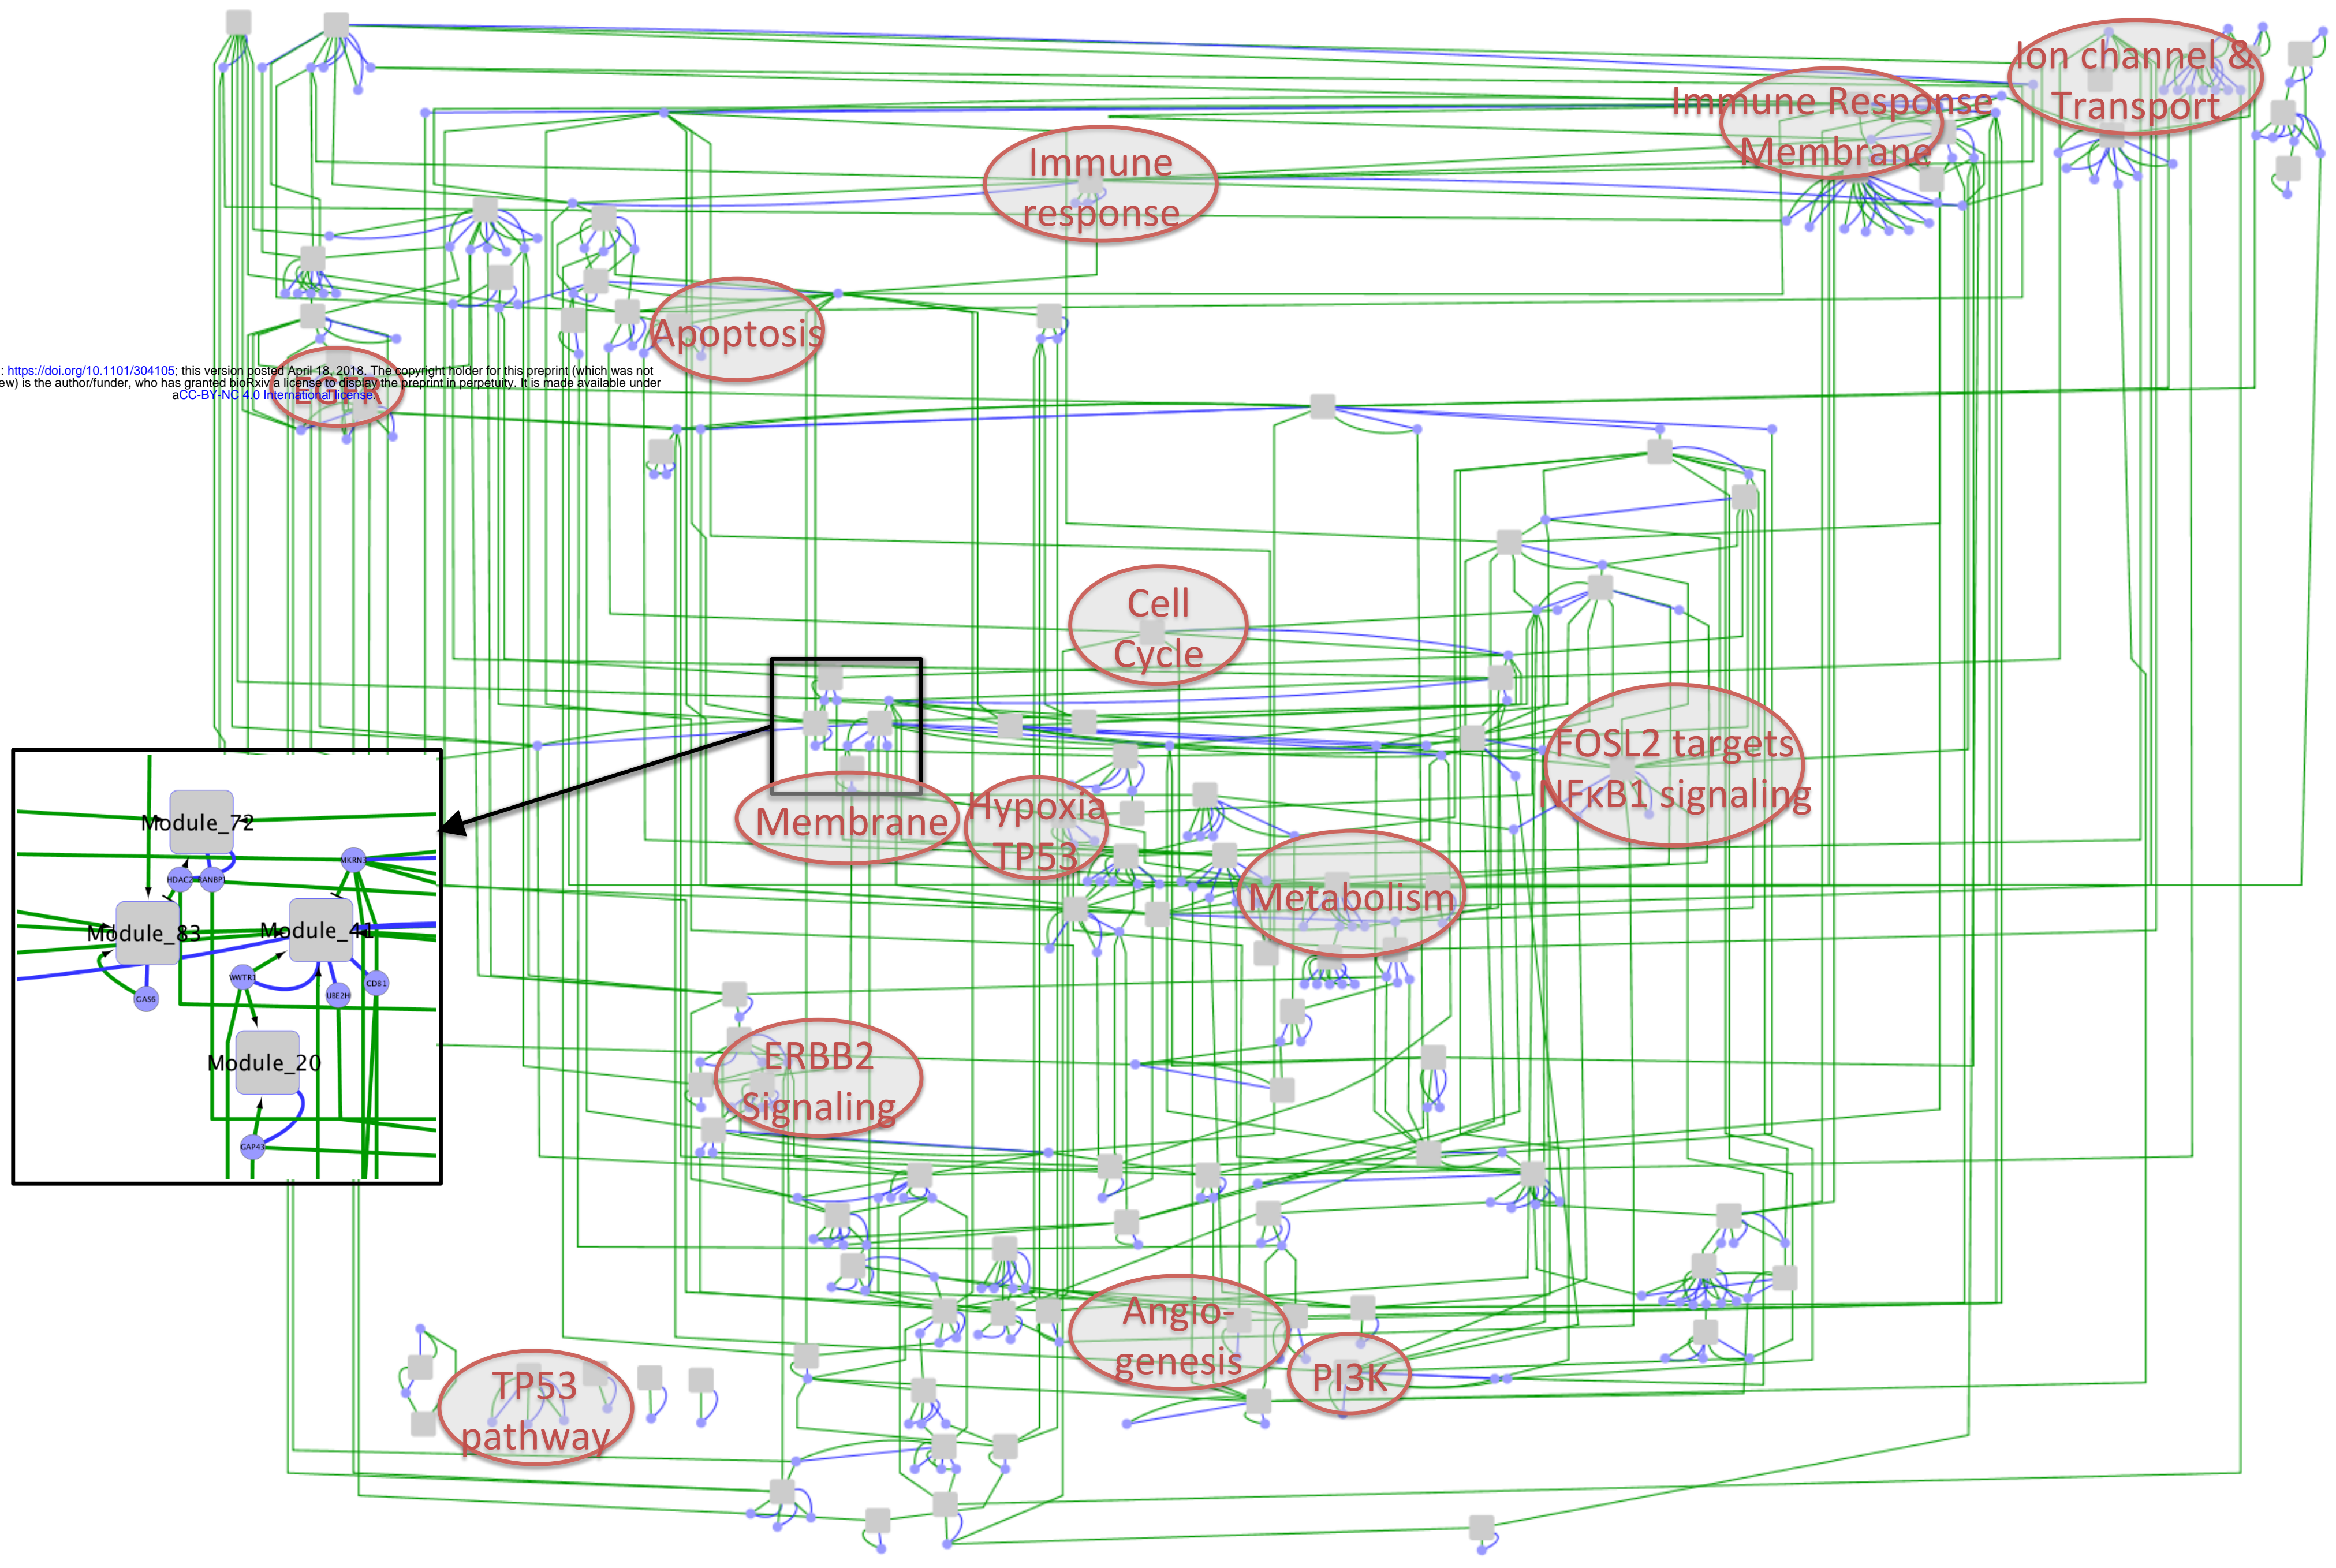 Ion channel &
Transport
Immune Response
Membrane
Immune
response
Apoptosis
: https://doi.org/10.1101/304105; this version posted April 18, 2018. The copyright holder for this preprint (which was not
ew) is the author/funder, who has granted bioRxiv a license to display the preprint in perpetuity. It is made available under
aCC-BY-NC 4.0 International license.
EGFR
Cell
Cycle
FOSL2 targets
NFκB1 signaling
Membrane
Hypoxia
TP53
Metabolism
Module_72
MKRN3
HDAC2
RANBP1
Module_83
Module_41
WWTR1
GAS6
UBE2H
CD81
Module_20
GAP43
ERBB2
Signaling
Angio-
genesis
PI3K
TP53
pathway